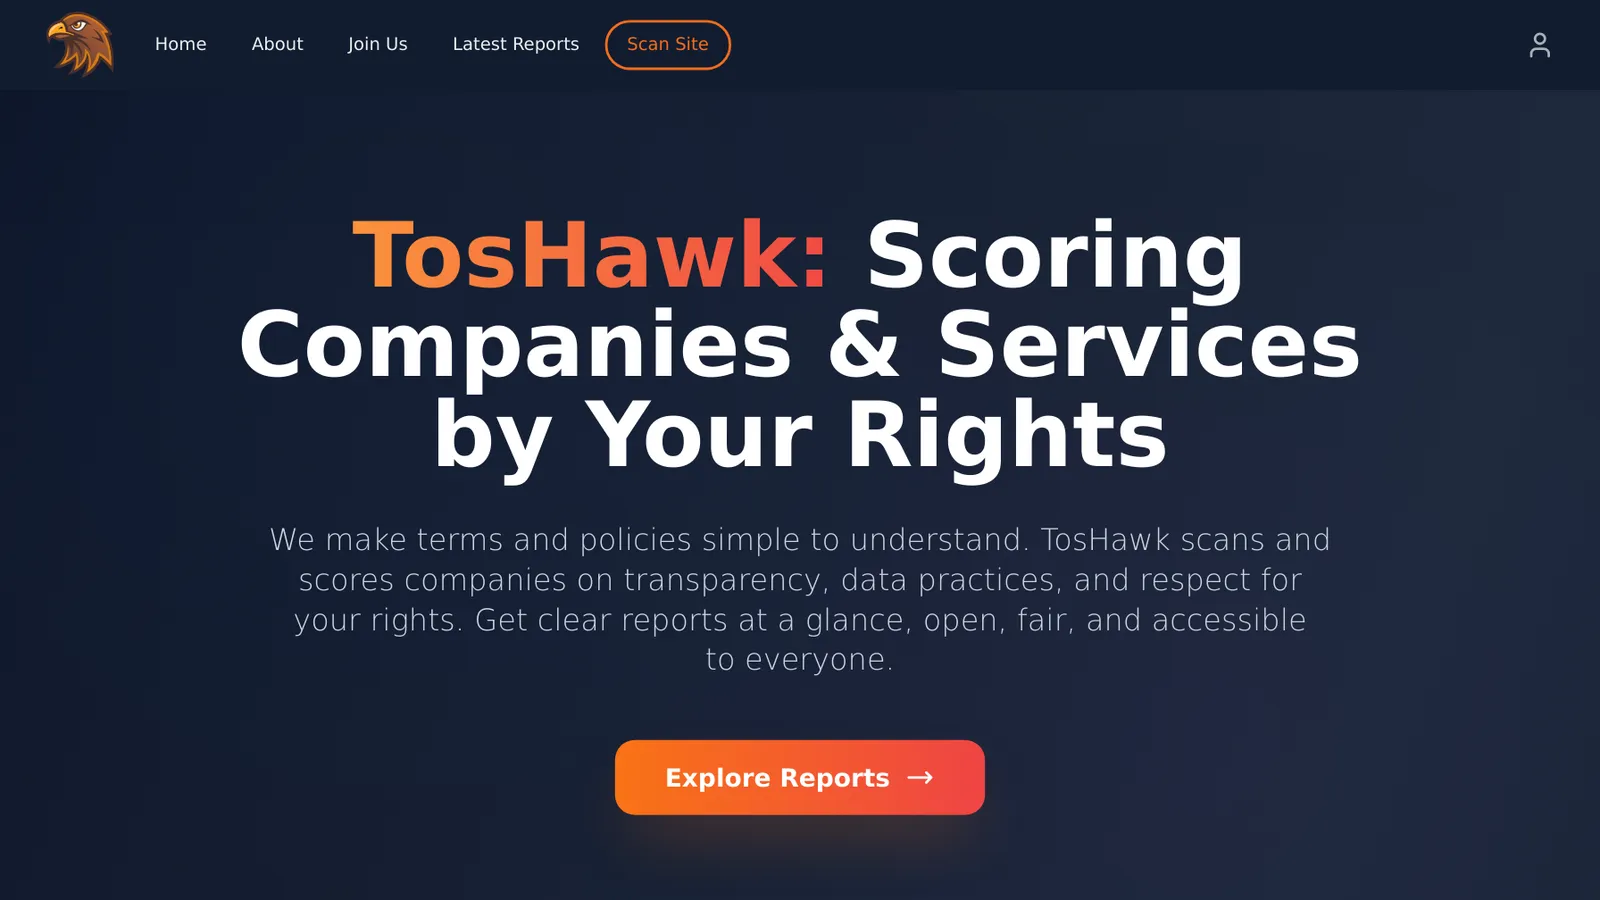 Home
About
Join Us
Latest Reports
Scan Site
TosHawk: Scoring
Companies & Services
by Your Rights
We make terms and policies simple to understand. TosHawk scans and
scores companies on transparency, data practices, and respect for
your rights. Get clear reports at a glance, open, fair, and accessible
to everyone.
Explore Reports →